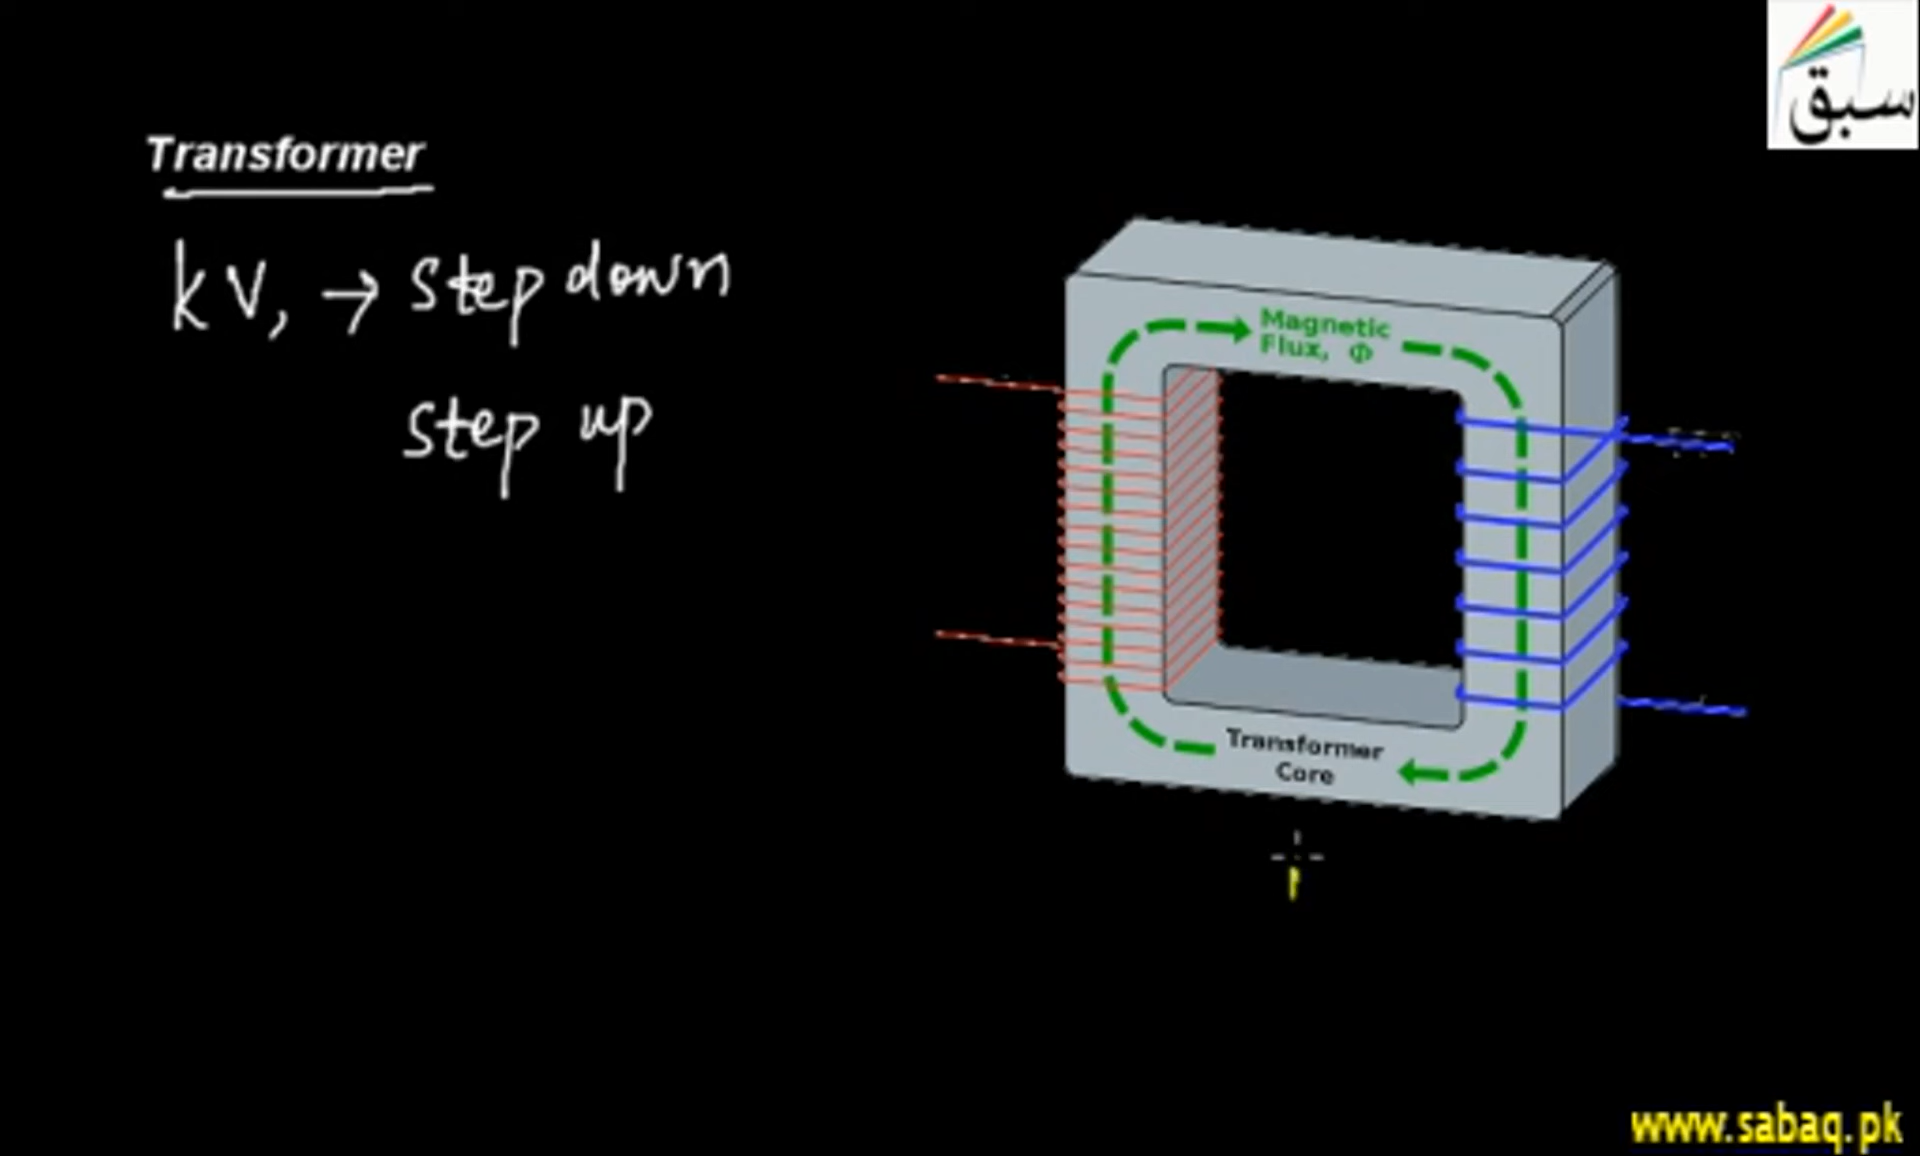 سبق
Transformer
kV, → step down
step up
Magnetic
Flux, Φ
Transformer
Core
www.sabaq.pk